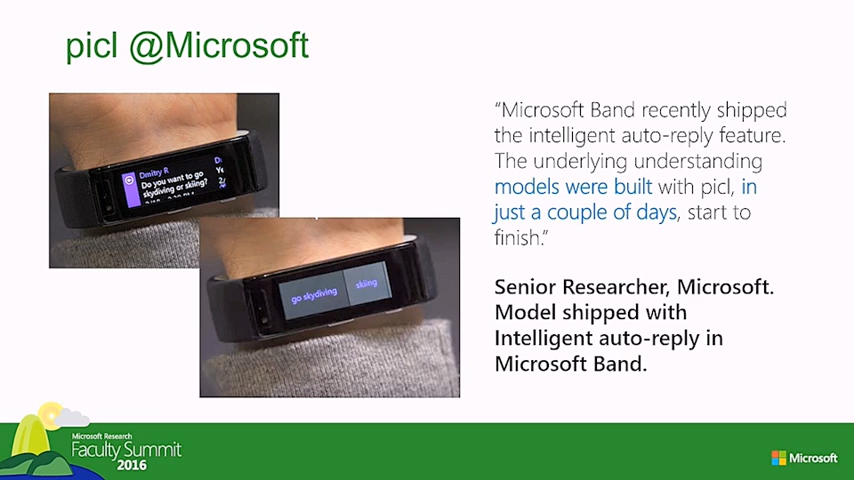 picl @Microsoft
Dmitry R
Do you want to go
skydiving or skiing?
go skydiving
skiing
“Microsoft Band recently shipped
the intelligent auto-reply feature.
The underlying understanding
models were built with picl, in
just a couple of days, start to
finish.”
Senior Researcher, Microsoft.
Model shipped with
Intelligent auto-reply in
Microsoft Band.
Microsoft Research
Faculty Summit
2016
Microsoft